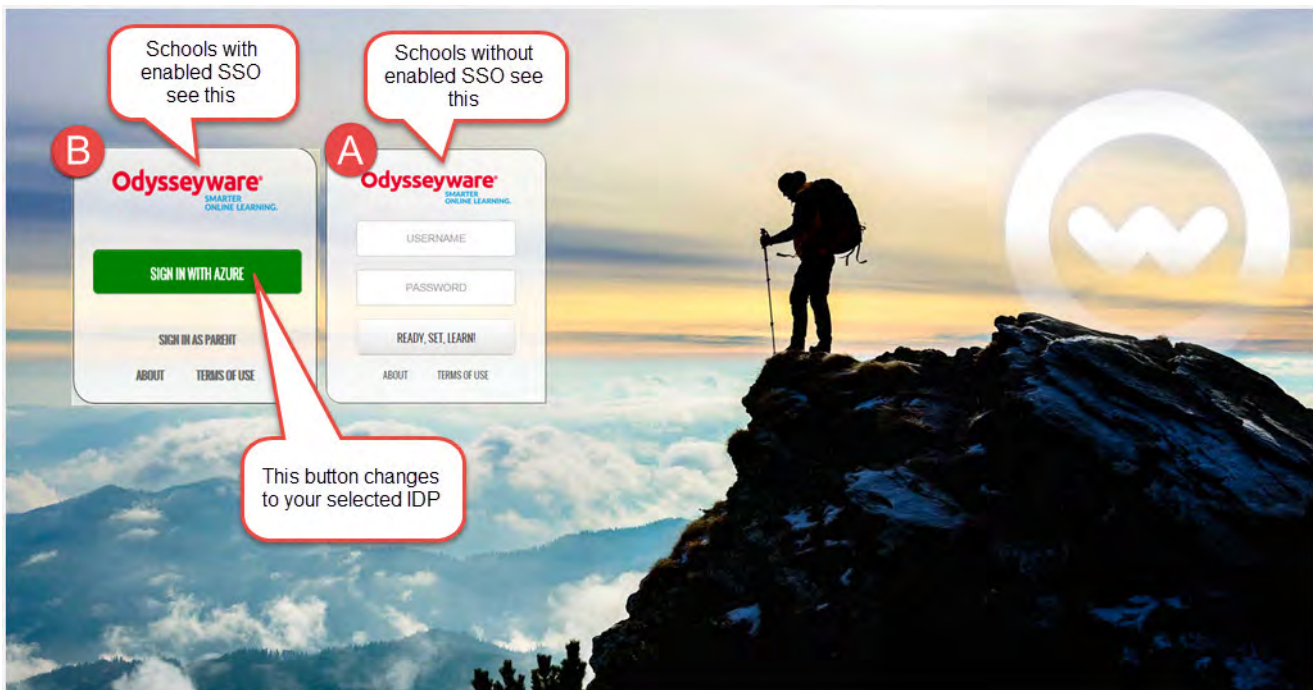 Schools with
enabled SSO
see this
Schools without
enabled SSO see
this
B
Odysseyware®
SMARTER
ONLINE LEARNING.
SIGN IN WITH AZURE
SIGN IN AS PARENT
ABOUT TERMS OF USE
A
Odysseyware®
SMARTER
ONLINE LEARNING.
USERNAME
PASSWORD
READY, SET, LEARN!
ABOUT TERMS OF USE
This button changes
to your selected IDP